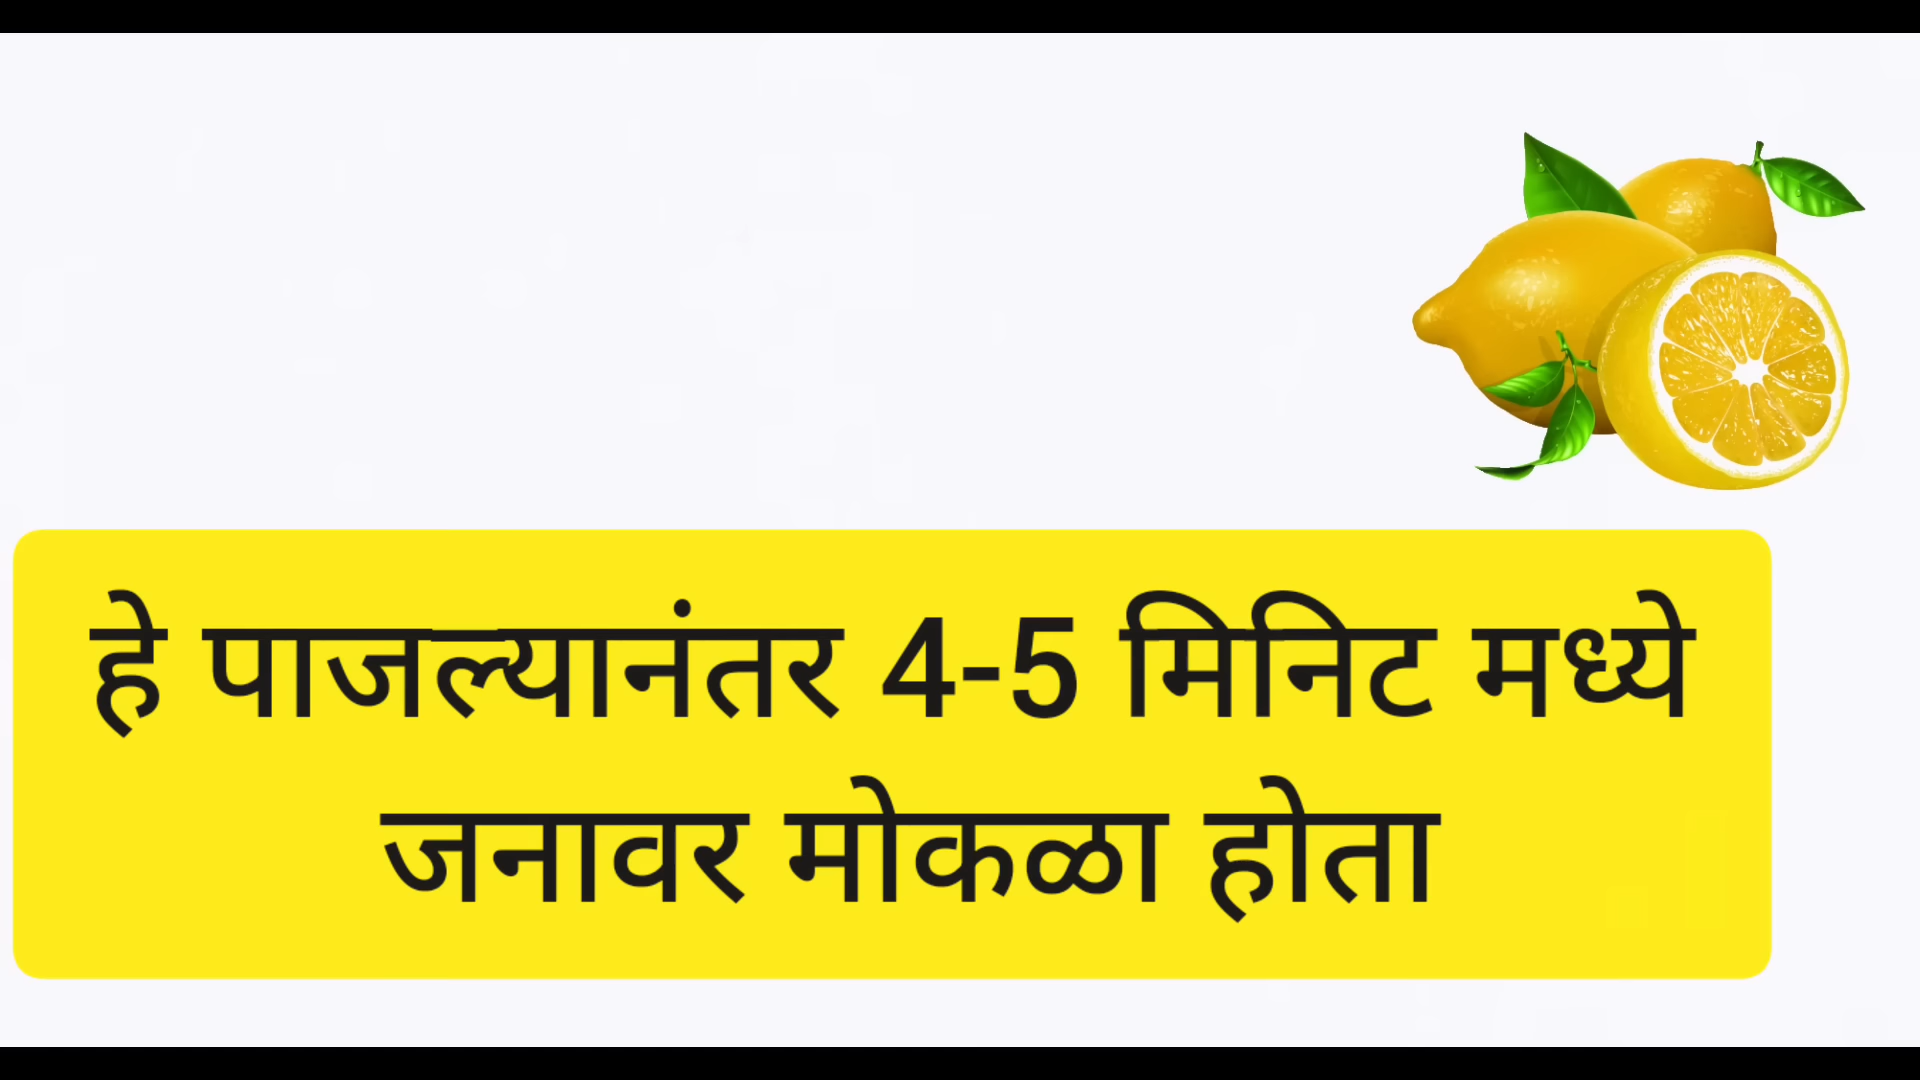 हे पाजल्यानंतर 4-5 मिनिट मध्ये
जनावर मोकळा होता